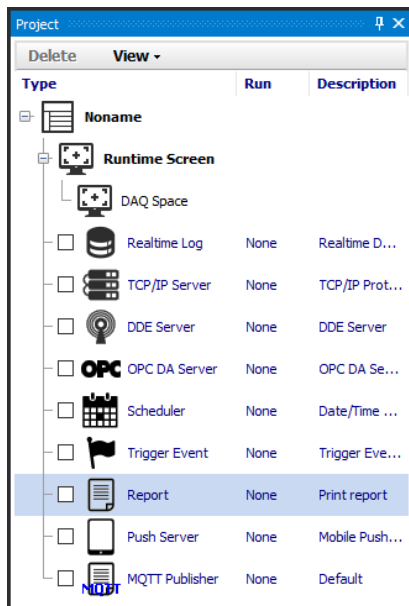 Project
Delete View
Type Run Description
Noname
Runtime Screen
DAQ Space
Realtime Log None Realtime D...
TCP/IP Server None TCP/IP Prot...
DDE Server None DDE Server
OPC OPC DA Server None OPC DA Se...
Scheduler None Date/Time ...
Trigger Event None Trigger Eve...
Report None Print report
Push Server None Mobile Push...
MQTT MQTT Publisher None Default